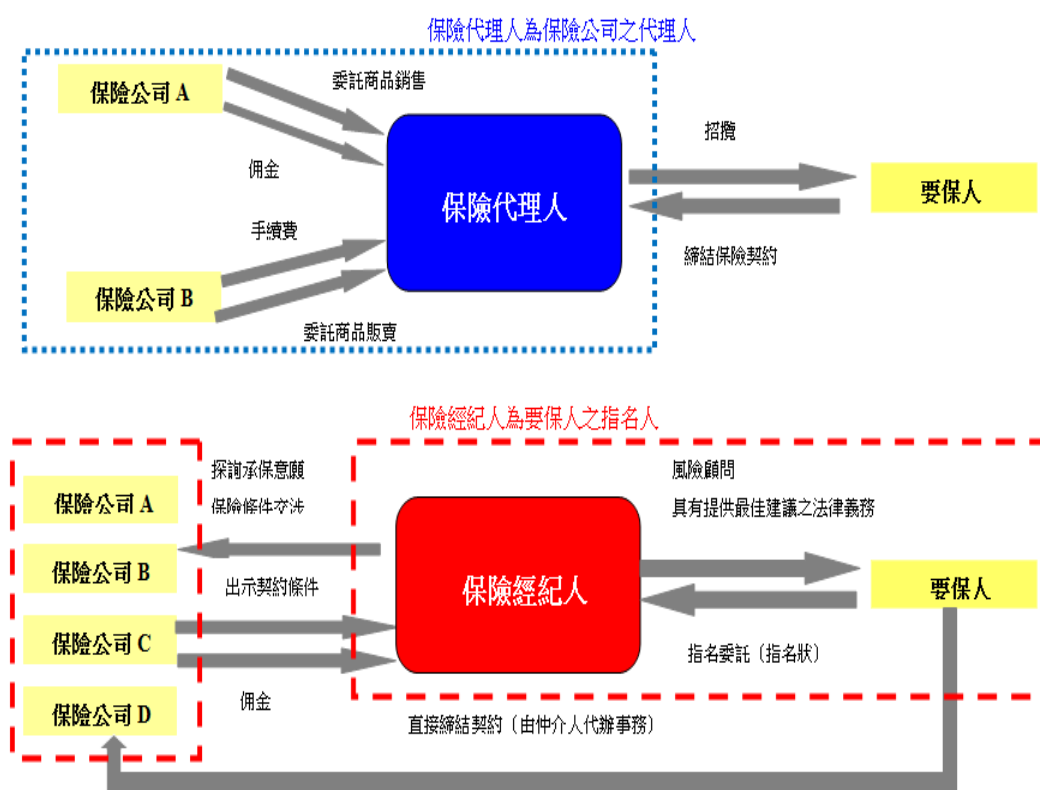 保險代理人為保險公司之代理人
保險公司 A
委託商品銷售
佣金
保險代理人
招攬
要保人
手續費
締結保險契約
保險公司 B
委託商品販賣
保險經紀人為要保人之指名人
探詢承保意願
保險條件交涉
風險顧問
具有提供最佳建議之法律義務
保險公司 A
保險公司 B
出示契約條件
保險經紀人
要保人
保險公司 C
指名委託（指名狀）
佣金
保險公司 D
直接締結契約（由仲介人代辦事務）